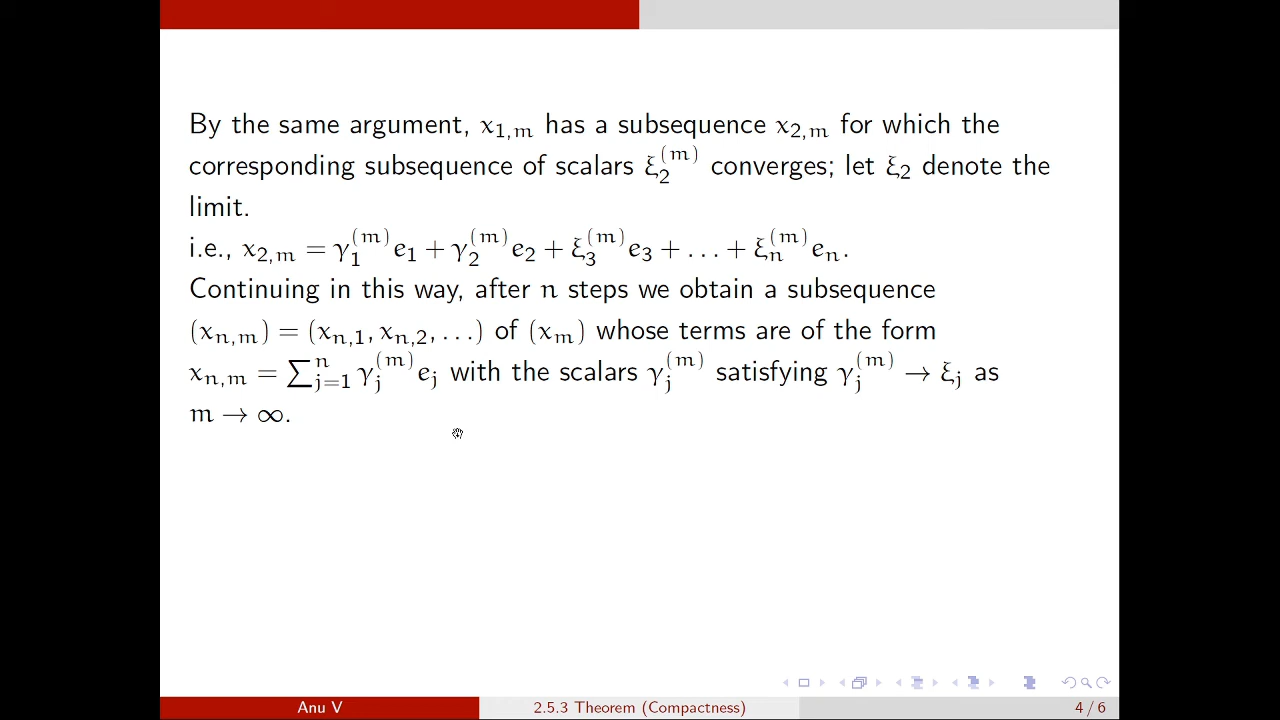 By the same argument, x₁,ₘ has a subsequence x₂,ₘ for which the
corresponding subsequence of scalars ξ₂^(m) converges; let ξ₂ denote the
limit.
i.e., x₂,ₘ = γ₁^(m)e₁ + γ₂^(m)e₂ + ξ₃^(m)e₃ + … + ξₙ^(m)eₙ.
Continuing in this way, after n steps we obtain a subsequence
(xₙ,ₘ) = (xₙ,₁, xₙ,₂, …) of (xₘ) whose terms are of the form
xₙ,ₘ = ∑ⱼ₌₁ⁿ γⱼ^(m)eⱼ with the scalars γⱼ^(m) satisfying γⱼ^(m) → ξⱼ as
m → ∞.
Anu V
2.5.3 Theorem (Compactness)
4 / 6